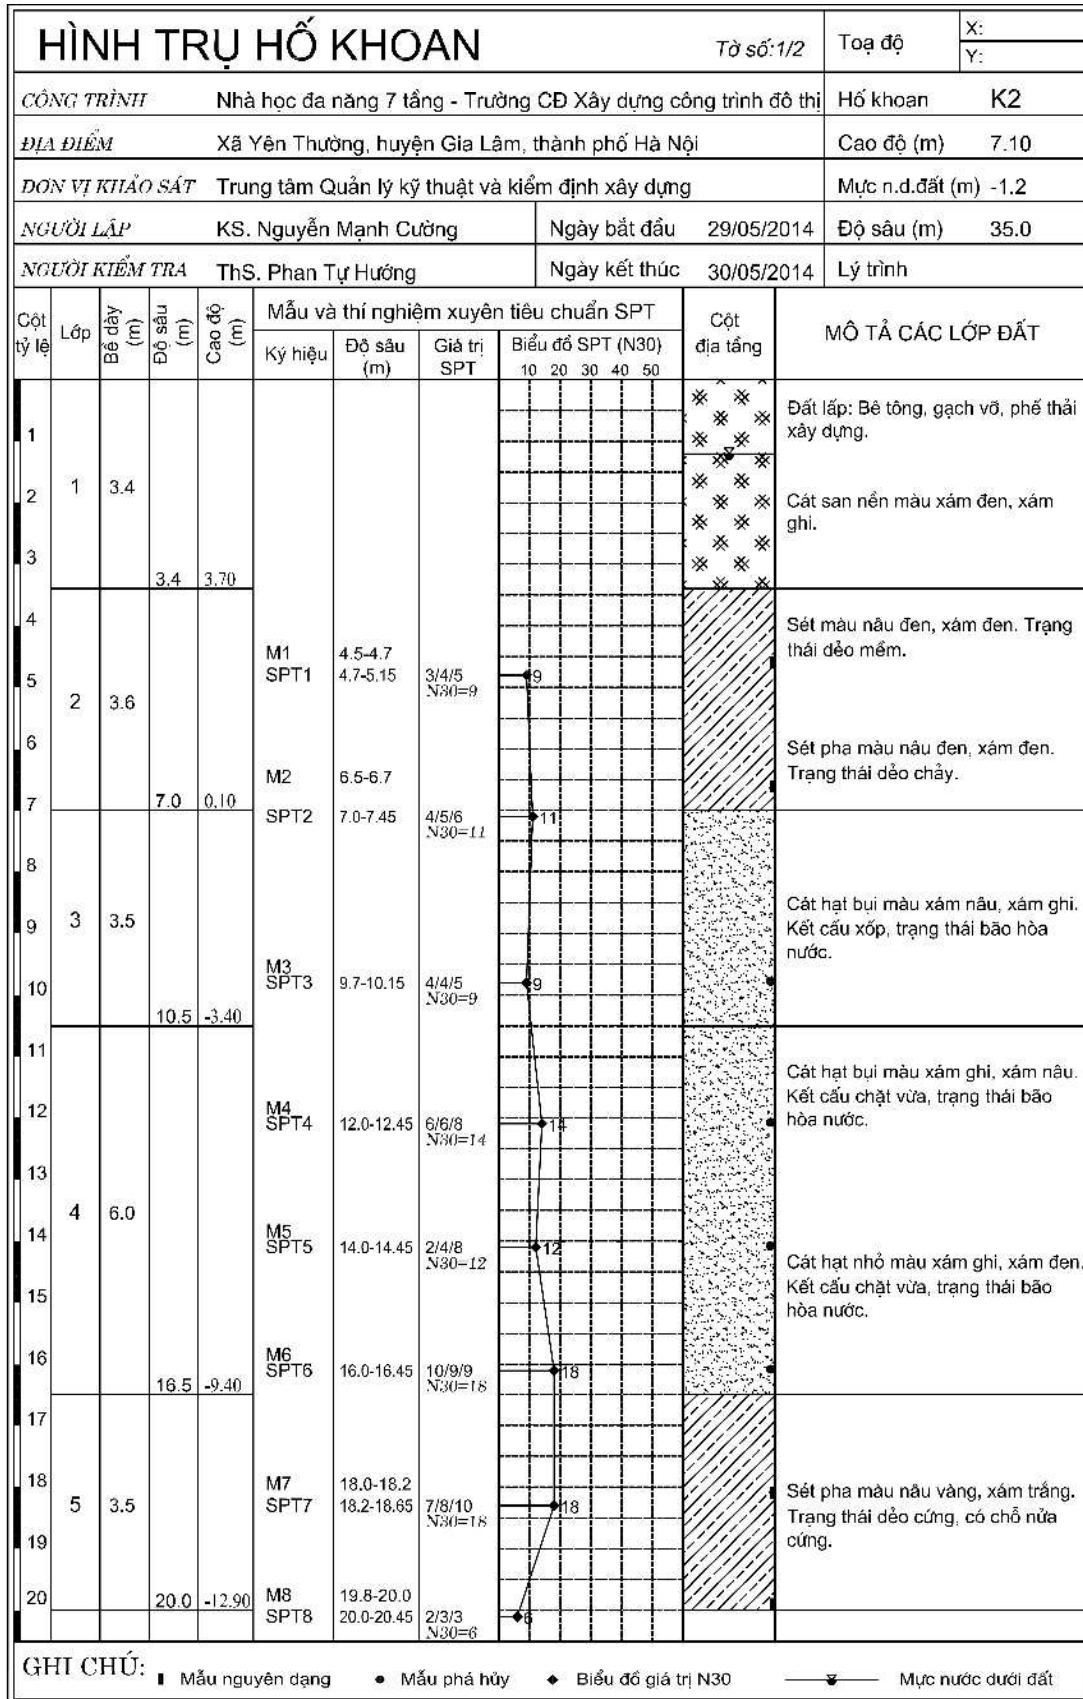 HÌNH TRỤ HỐ KHOAN
Tờ số:1/2
Toạ độ
X:
Y:
CÔNG TRÌNH Nhà học đa năng 7 tầng - Trường CĐ Xây dựng công trình đô thị
Hố khoan K2
ĐỊA ĐIỂM Xã Yên Thường, huyện Gia Lâm, thành phố Hà Nội
Cao độ (m) 7.10
ĐƠN VỊ KHẢO SÁT Trung tâm Quản lý kỹ thuật và kiểm định xây dựng
Mực n.d.đất (m) -1.2
NGƯỜI LẬP KS. Nguyễn Mạnh Cường
Ngày bắt đầu 29/05/2014
Độ sâu (m) 35.0
NGƯỜI KIỂM TRA ThS. Phan Tự Hướng
Ngày kết thúc 30/05/2014
Lý trình
Cột tỷ lệ
Lớp
Bề dày (m)
Độ sâu (m)
Cao độ (m)
Mẫu và thí nghiệm xuyên tiêu chuẩn SPT
Ký hiệu
Độ sâu (m)
Giá trị SPT
Biểu đồ SPT (N30)
10 20 30 40 50
Cột địa tầng
MÔ TẢ CÁC LỚP ĐẤT
Đất lấp: Bê tông, gạch vỡ, phế thải
xây dựng.
1
1 3.4
2
Cát san nền màu xám đen, xám
ghi.
3
3.4 3.70
4
Sét màu nâu đen, xám đen. Trạng
thái dẻo mềm.
M1 4.5-4.7
SPT1 4.7-5.15 3/4/5
N30=9
9
5
2 3.6
6
Sét pha màu nâu đen, xám đen.
Trạng thái dẻo chảy.
M2 6.5-6.7
7
7.0 0.10
SPT2 7.0-7.45 4/5/6
N30=11
11
8
9
3 3.5
Cát hạt bụi màu xám nâu, xám ghi.
Kết cấu xốp, trạng thái bão hòa
nước.
M3
SPT3 9.7-10.15 4/4/5
N30=9
9
10
10.5 -3.40
11
Cát hạt bụi màu xám ghi, xám nâu.
Kết cấu chặt vừa, trạng thái bão
hòa nước.
12
M4
SPT4 12.0-12.45 6/6/8
N30=14
14
13
4 6.0
14
M5
SPT5 14.0-14.45 2/4/8
N30=12
12
Cát hạt nhỏ màu xám ghi, xám đen.
Kết cấu chặt vừa, trạng thái bão
hòa nước.
15
16
M6
SPT6 16.0-16.45 10/9/9
N30=18
18
16.5 -9.40
17
18
M7 18.0-18.2
SPT7 18.2-18.65 7/8/10
N30=18
18
5 3.5
Sét pha màu nâu vàng, xám trắng.
Trạng thái dẻo cứng, có chỗ nửa
cứng.
19
20
20.0 -12.90
M8 19.8-20.0
SPT8 20.0-20.45 2/3/3
N30=6
6
GHI CHÚ:
Mẫu nguyên dạng
Mẫu phá hủy
Biểu đồ giá trị N30
Mực nước dưới đất